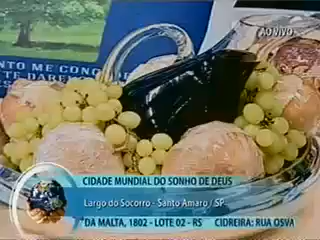 AO VIVO
NTO ME CONC
TE DAREM
CIDADE MUNDIAL DO SONHO DE DEUS
Largo do Socorro - Santo Amaro / SP
DA MALTA, 1802 - LOTE 02 - RS CIDREIRA: RUA OSVA